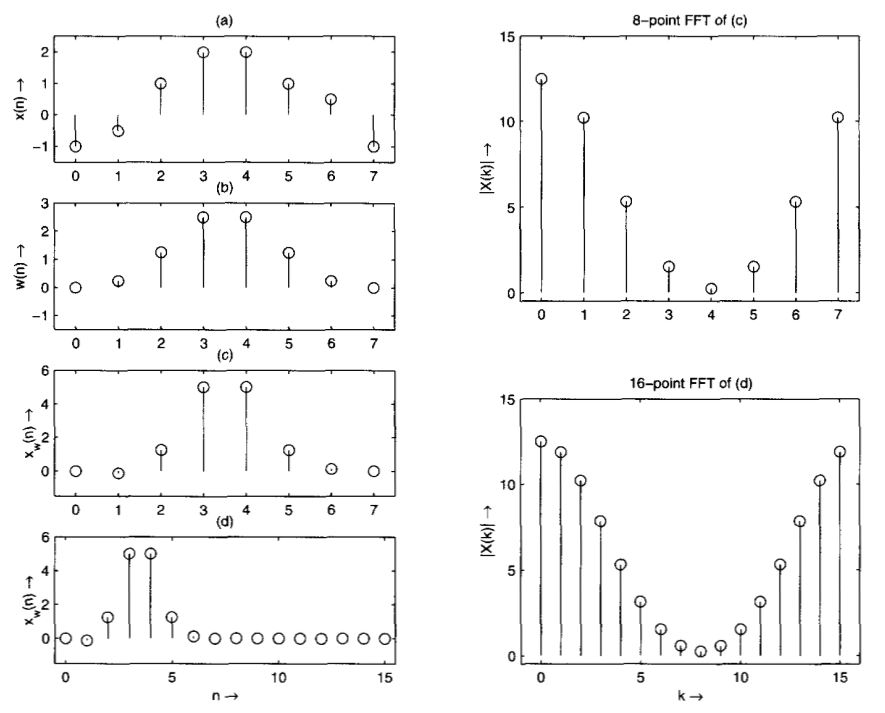 (a)
x(n) →
2
1
0
−1
0 1 2 3 4 5 6 7
(b)
w(n) →
3
2
1
0
−1
0 1 2 3 4 5 6 7
(c)
x_w(n) →
6
4
2
0
0 1 2 3 4 5 6 7
(d)
x_w(n) →
6
4
2
0
0 5 10 15
n →
8−point FFT of (c)
|X(k)| →
15
10
5
0
0 1 2 3 4 5 6 7
16−point FFT of (d)
|X(k)| →
15
10
5
0
0 5 10 15
k →